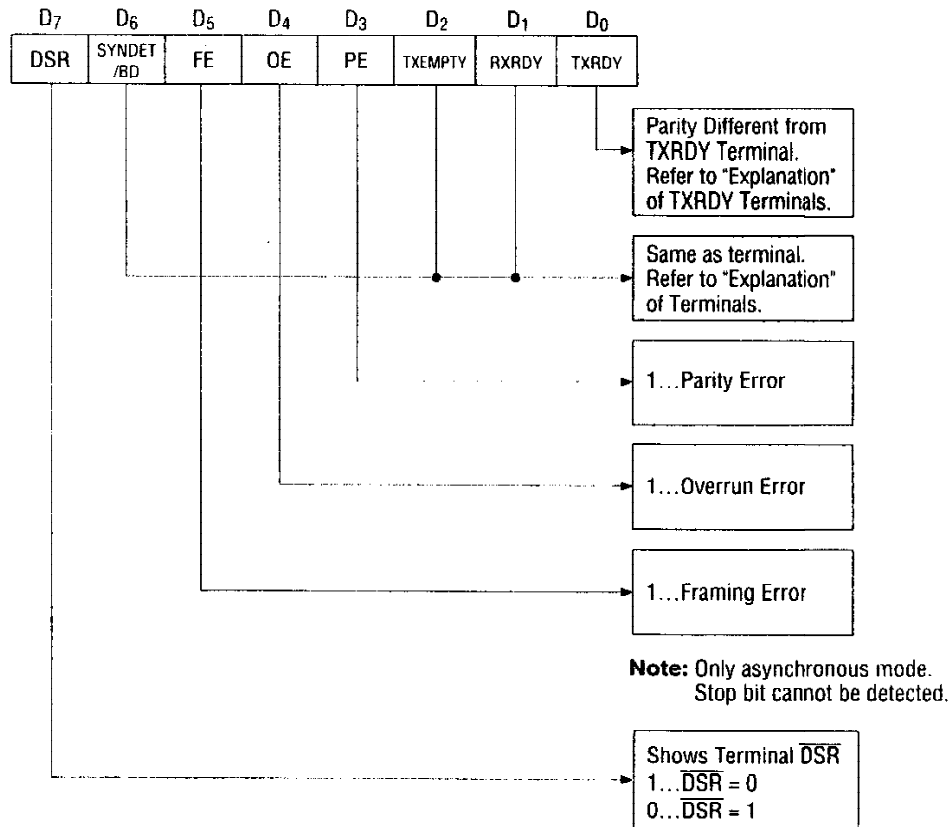 D7 D6 D5 D4 D3 D2 D1 D0
DSR SYNDET/BD FE OE PE TXEMPTY RXRDY TXRDY
Parity Different from
TXRDY Terminal.
Refer to "Explanation"
of TXRDY Terminals.
Same as terminal.
Refer to "Explanation"
of Terminals.
1...Parity Error
1...Overrun Error
1...Framing Error
Note: Only asynchronous mode.
Stop bit cannot be detected.
Shows Terminal D̅S̅R̅
1...D̅S̅R̅ = 0
0...D̅S̅R̅ = 1